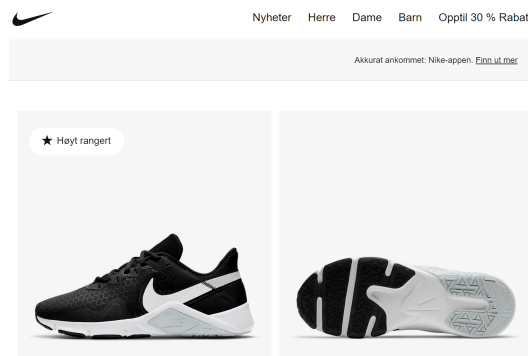 Nyheter Herre Dame Barn Opptil 30 % Rabat
Akkurat ankommet: Nike-appen. Finn ut mer
Høyt rangert